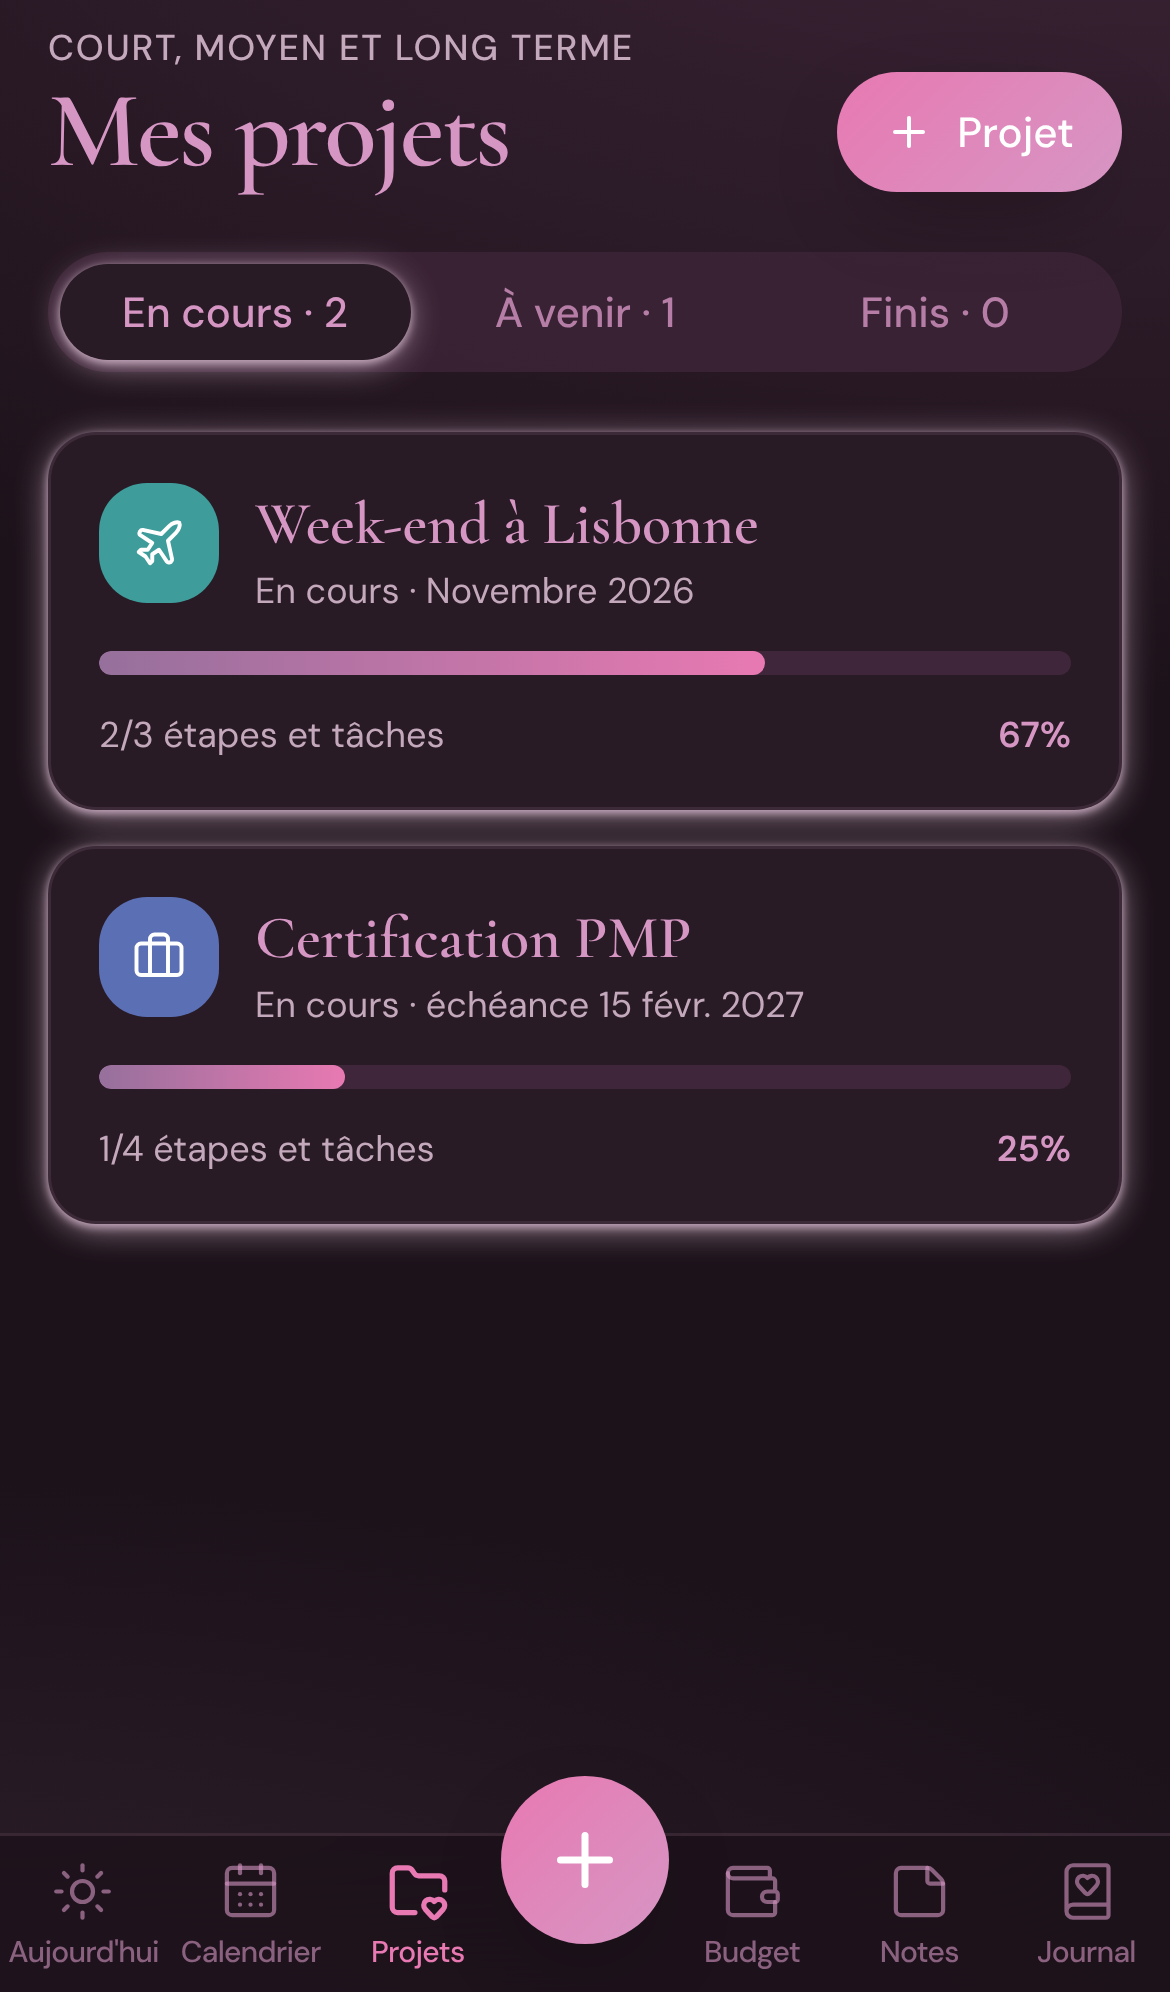 COURT, MOYEN ET LONG TERME
Mes projets
Projet
En cours · 2
À venir · 1
Finis · 0
Week-end à Lisbonne
En cours · Novembre 2026
2/3 étapes et tâches
67%
Certification PMP
En cours · échéance 15 févr. 2027
1/4 étapes et tâches
25%
Aujourd'hui
Calendrier
Projets
Budget
Notes
Journal